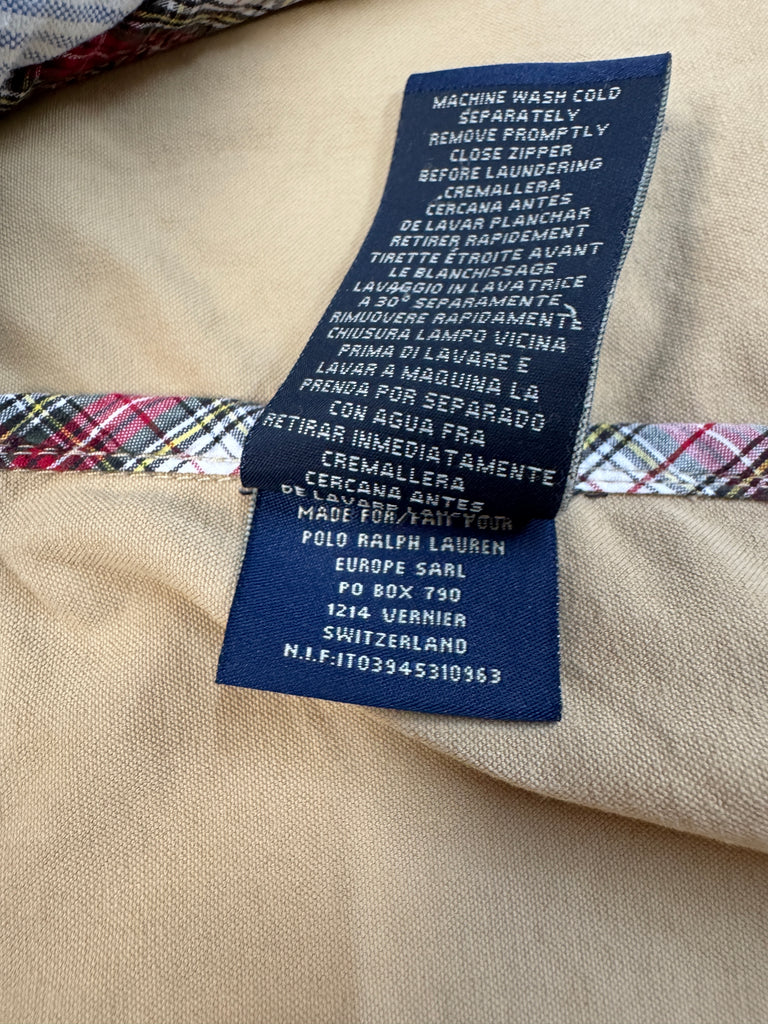 MACHINE WASH COLD
SEPARATELY
REMOVE PROMPTLY
CLOSE ZIPPER
BEFORE LAUNDERING
CREMALLERA
CERCANA ANTES
DE LAVAR PLANCHAR
RETIRER RAPIDEMENT
TIRETTE ÉTROITE AVANT
LE BLANCHISSAGE
LAVAGGIO IN LAVATRICE
A 30° SEPARAMENTE
RIMUOVERE RAPIDAMENTE
CHIUSURA LAMPO VICINA
PRIMA DI LAVARE E
LAVAR A MAQUINA LA
PRENDA POR SEPARADO
CON AGUA FRA
RETIRAR INMEDIATAMENTE
CREMALLERA
CERCANA ANTES
DE LAVAR
MADE FOR/FAIT POUR
POLO RALPH LAUREN
EUROPE SARL
PO BOX 790
1214 VERNIER
SWITZERLAND
N.I.F:IT03945310963